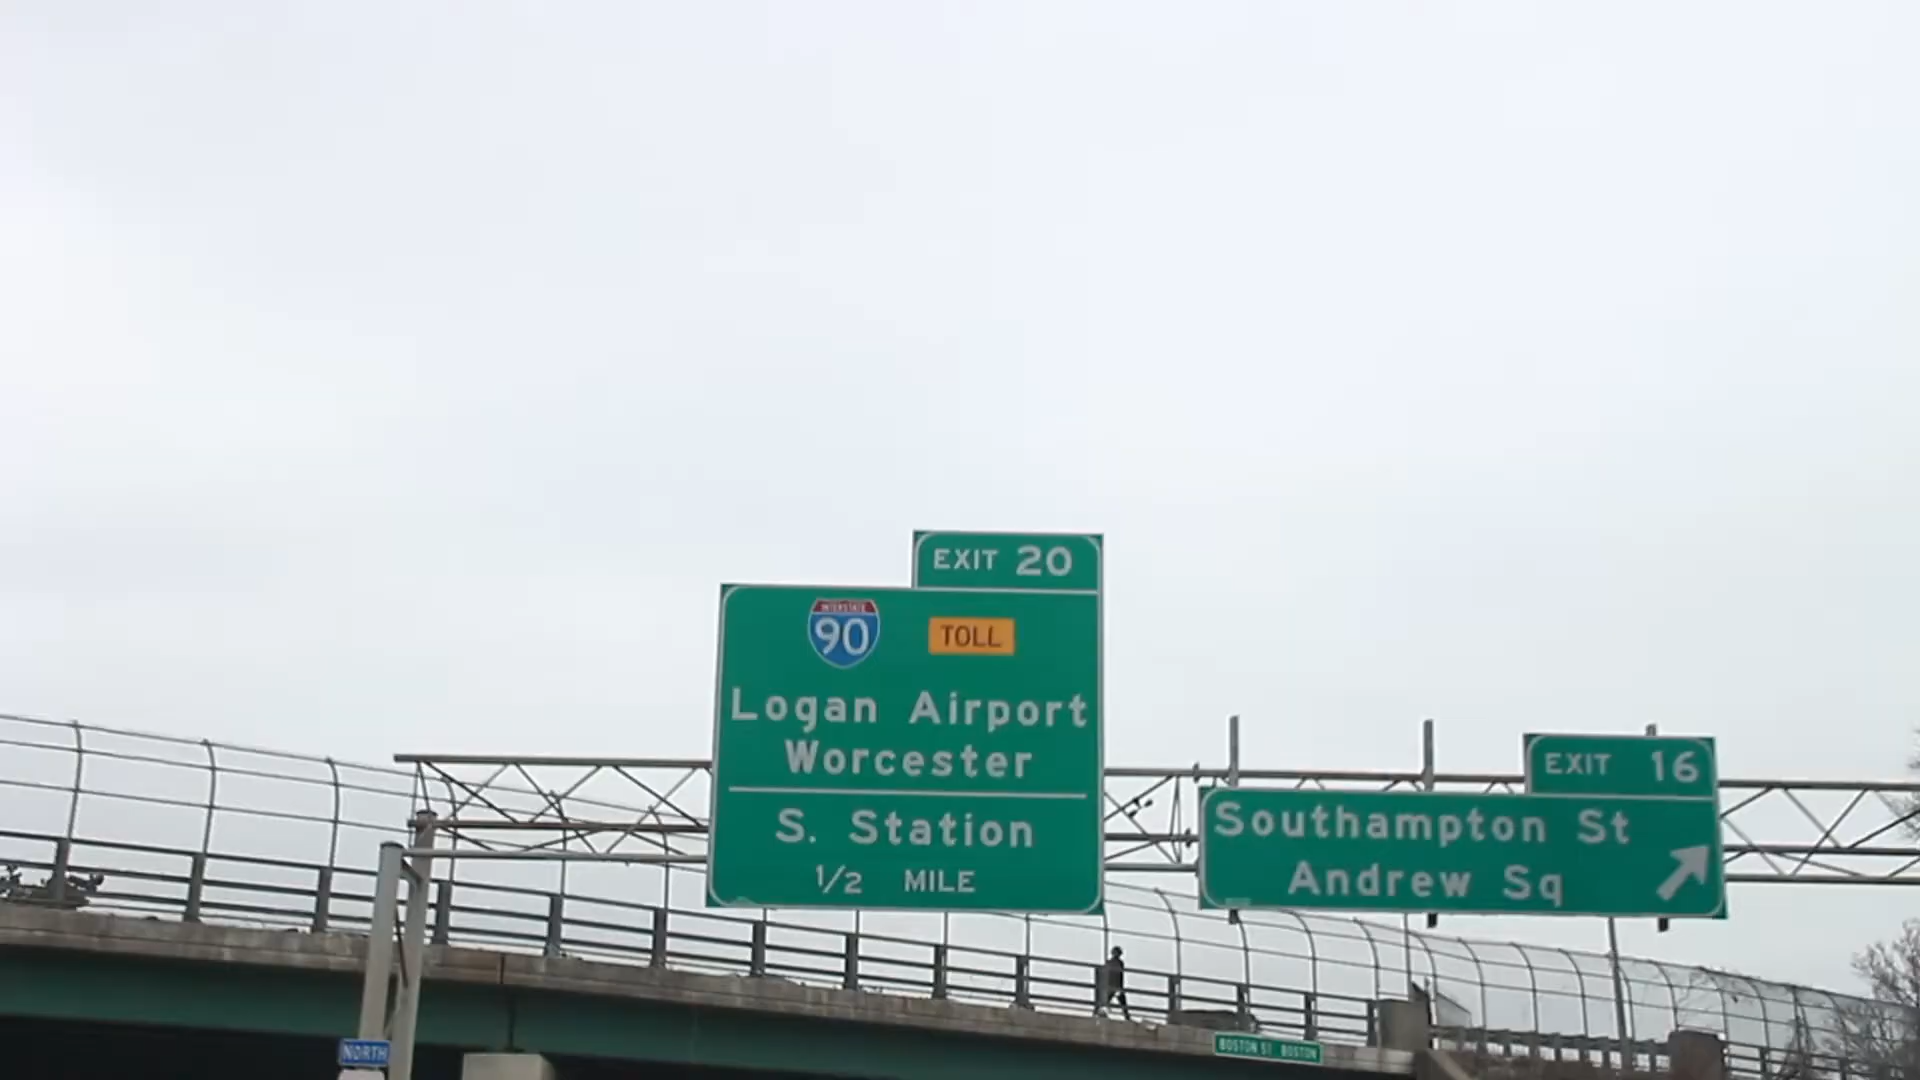 EXIT 20
INTERSTATE
90
TOLL
Logan Airport
Worcester
S. Station
1/2 MILE
EXIT 16
Southampton St
Andrew Sq
BOSTON ST BOSTON
NORTH